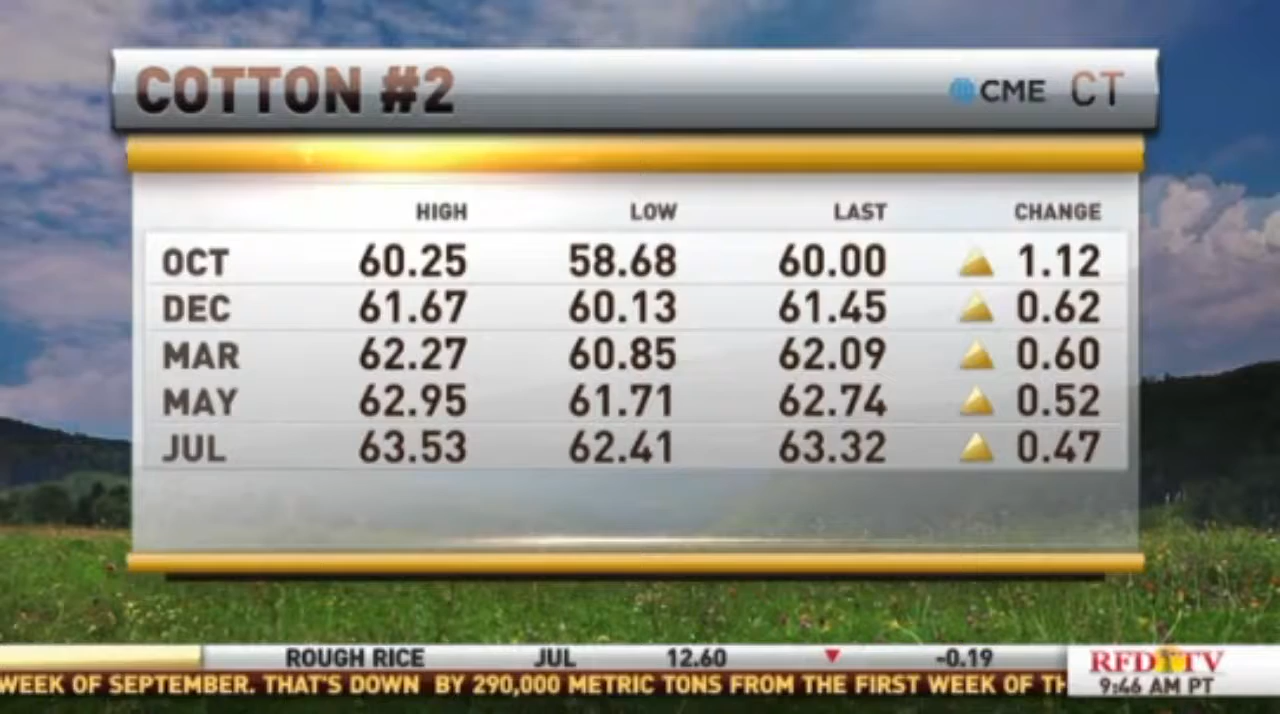 COTTON #2 CME CT
HIGH LOW LAST CHANGE
OCT 60.25 58.68 60.00 1.12
DEC 61.67 60.13 61.45 0.62
MAR 62.27 60.85 62.09 0.60
MAY 62.95 61.71 62.74 0.52
JUL 63.53 62.41 63.32 0.47
ROUGH RICE JUL 12.60 -0.19
RFD TV
WEEK OF SEPTEMBER. THAT'S DOWN BY 290,000 METRIC TONS FROM THE FIRST WEEK OF
9:46 AM PT